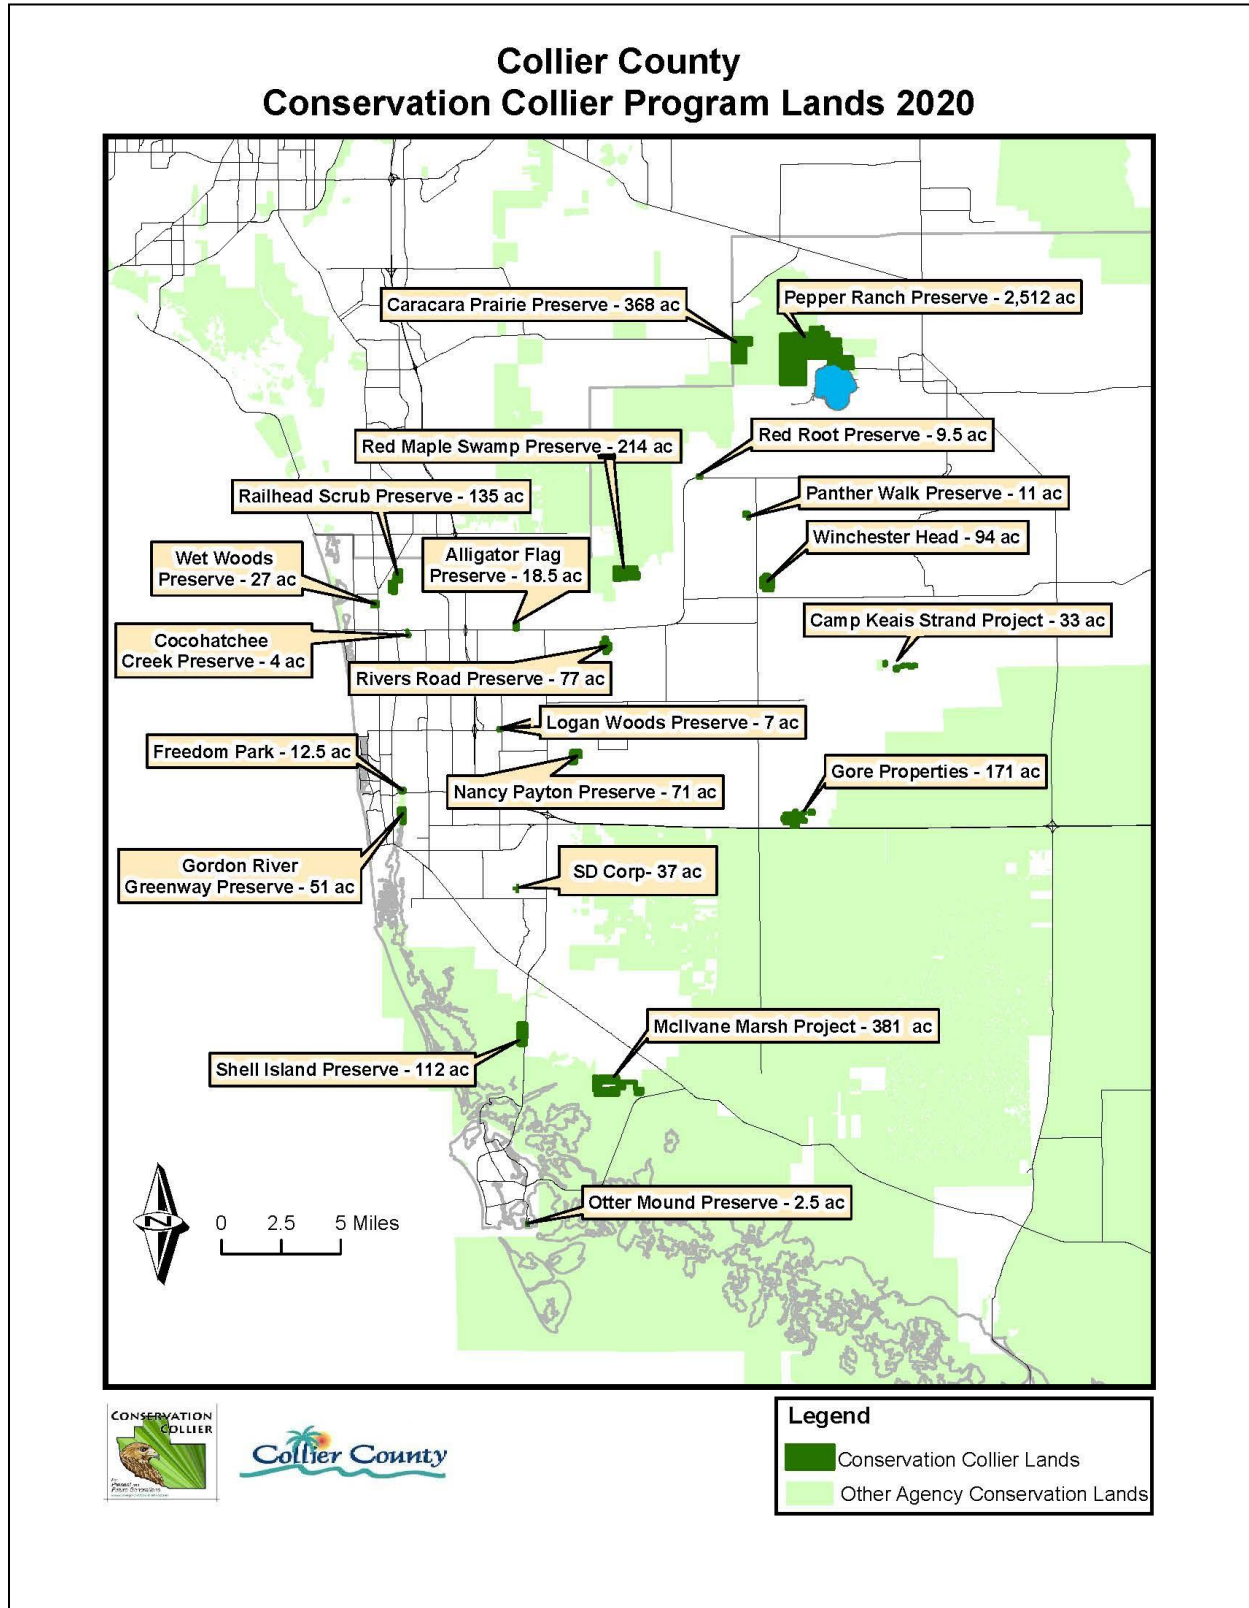 Collier County
Conservation Collier Program Lands 2020
Caracara Prairie Preserve - 368 ac
Pepper Ranch Preserve - 2,512 ac
Red Maple Swamp Preserve - 214 ac
Red Root Preserve - 9.5 ac
Railhead Scrub Preserve - 135 ac
Panther Walk Preserve - 11 ac
Winchester Head - 94 ac
Wet Woods
Preserve - 27 ac
Alligator Flag
Preserve - 18.5 ac
Camp Keais Strand Project - 33 ac
Cocohatchee
Creek Preserve - 4 ac
Rivers Road Preserve - 77 ac
Logan Woods Preserve - 7 ac
Freedom Park - 12.5 ac
Nancy Payton Preserve - 71 ac
Gore Properties - 171 ac
Gordon River
Greenway Preserve - 51 ac
SD Corp- 37 ac
McIlvane Marsh Project - 381 ac
Shell Island Preserve - 112 ac
Otter Mound Preserve - 2.5 ac
N
0 2.5 5 Miles
CONSERVATION
COLLIER
Collier County
Legend
Conservation Collier Lands
Other Agency Conservation Lands